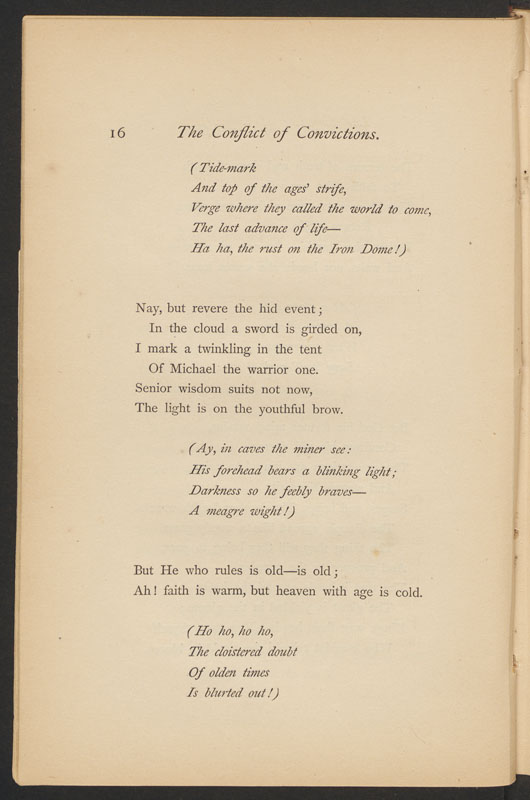 16 The Conflict of Convictions.
(Tide-mark
And top of the ages' strife,
Verge where they called the world to come,
The last advance of life—
Ha ha, the rust on the Iron Dome!)
Nay, but revere the hid event;
In the cloud a sword is girded on,
I mark a twinkling in the tent
Of Michael the warrior one.
Senior wisdom suits not now,
The light is on the youthful brow.
(Ay, in caves the miner see:
His forehead bears a blinking light;
Darkness so he feebly braves—
A meagre wight!)
But He who rules is old—is old;
Ah! faith is warm, but heaven with age is cold.
(Ho ho, ho ho,
The cloistered doubt
Of olden times
Is blurted out!)